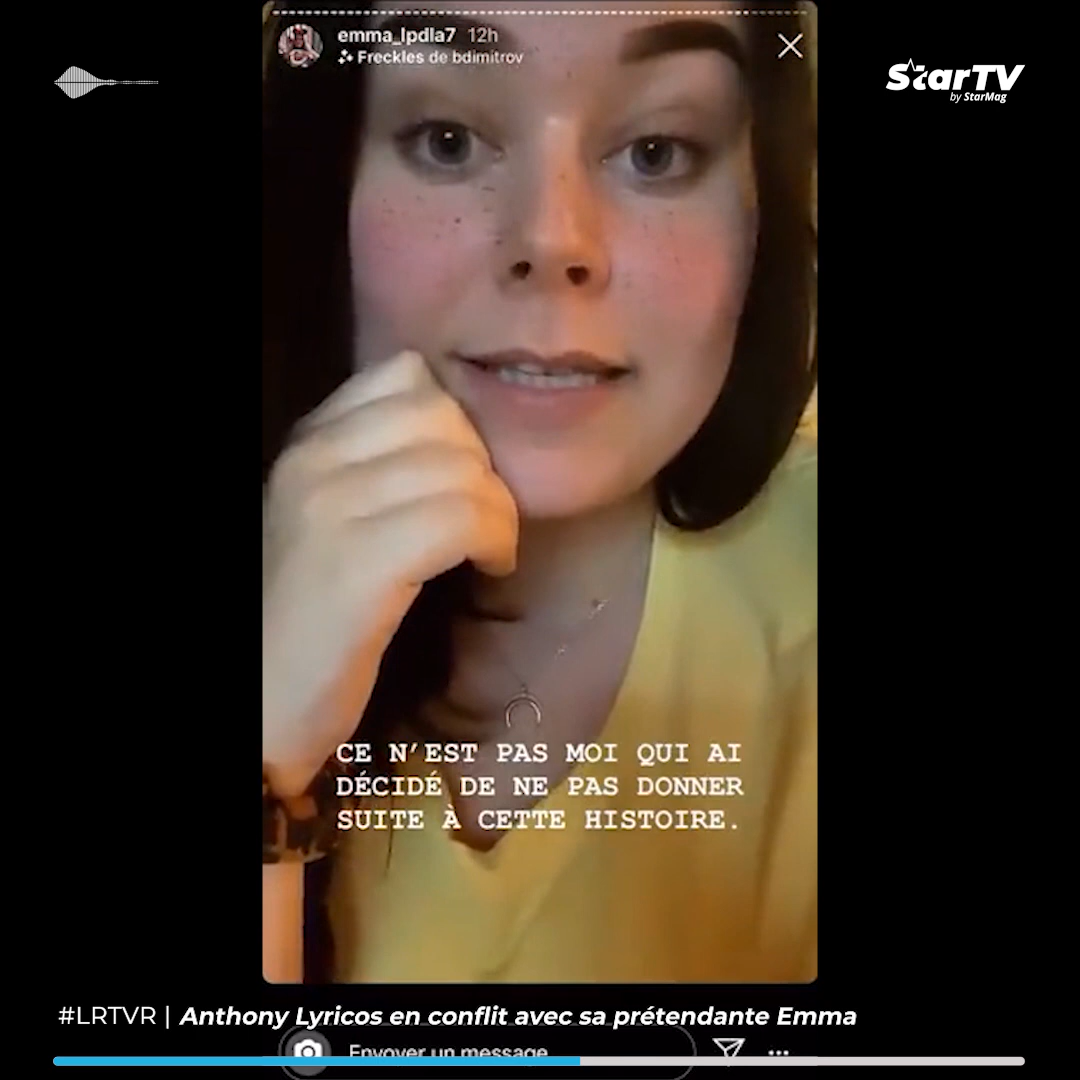 emma_lpdla7 12h
Freckles de bdimitrov
StarTV
by StarMag
CE N’EST PAS MOI QUI AI
DÉCIDÉ DE NE PAS DONNER
SUITE À CETTE HISTOIRE.
#LRTVR | Anthony Lyricos en conflit avec sa prétendante Emma
Envoyer un message